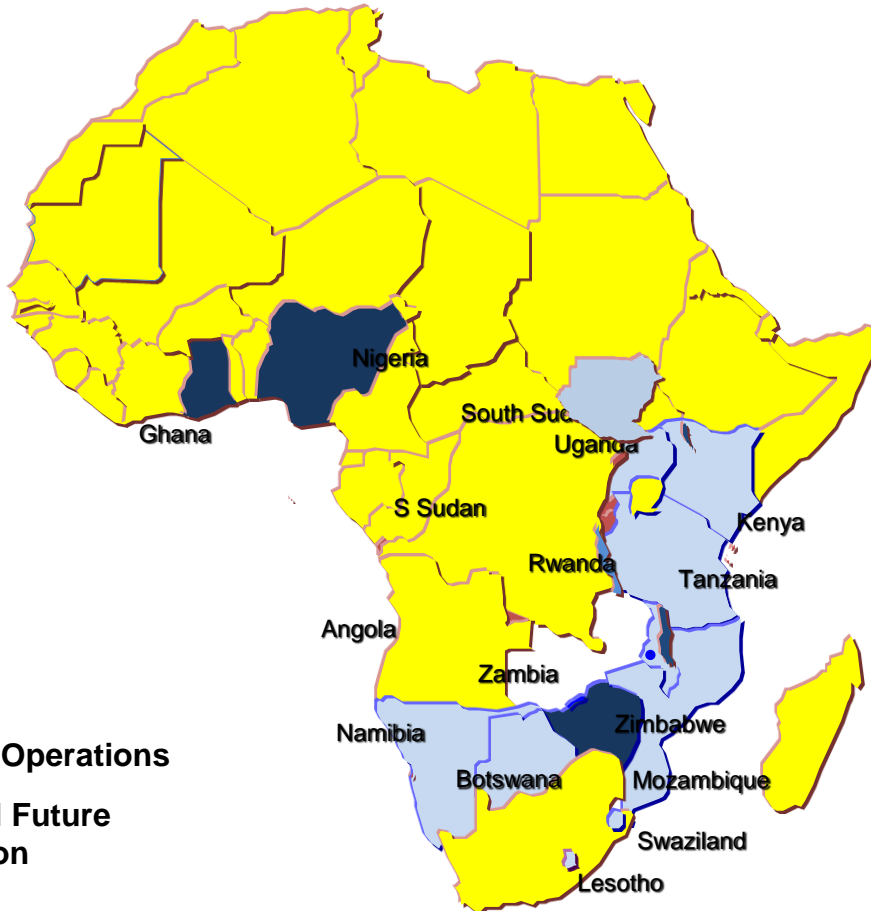 Nigeria
South Su
Ghana
Uganda
S Sudan
Kenya
Rwanda
Tanzania
Angola
Zambia
Namibia
Zimbabwe
Operations
Botswana
Mozambique
Future
on
Swaziland
Lesotho